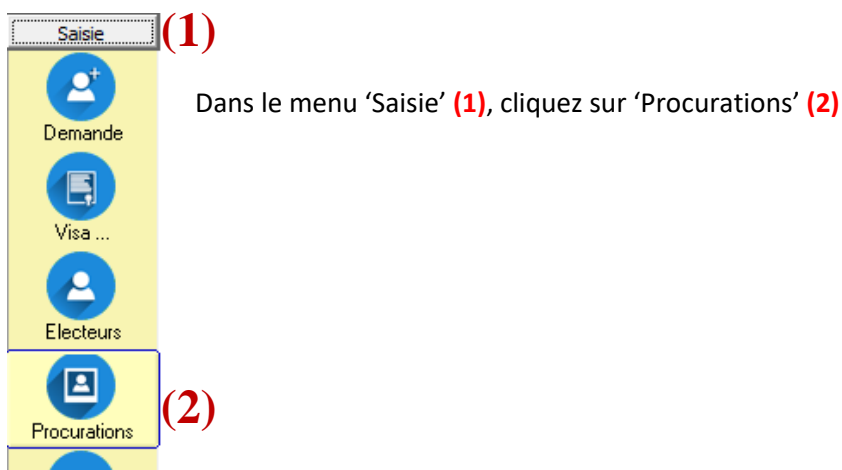 Saisie (1)
Demande
Dans le menu ‘Saisie’ (1), cliquez sur ‘Procurations’ (2)
Visa ...
Electeurs
Procurations (2)